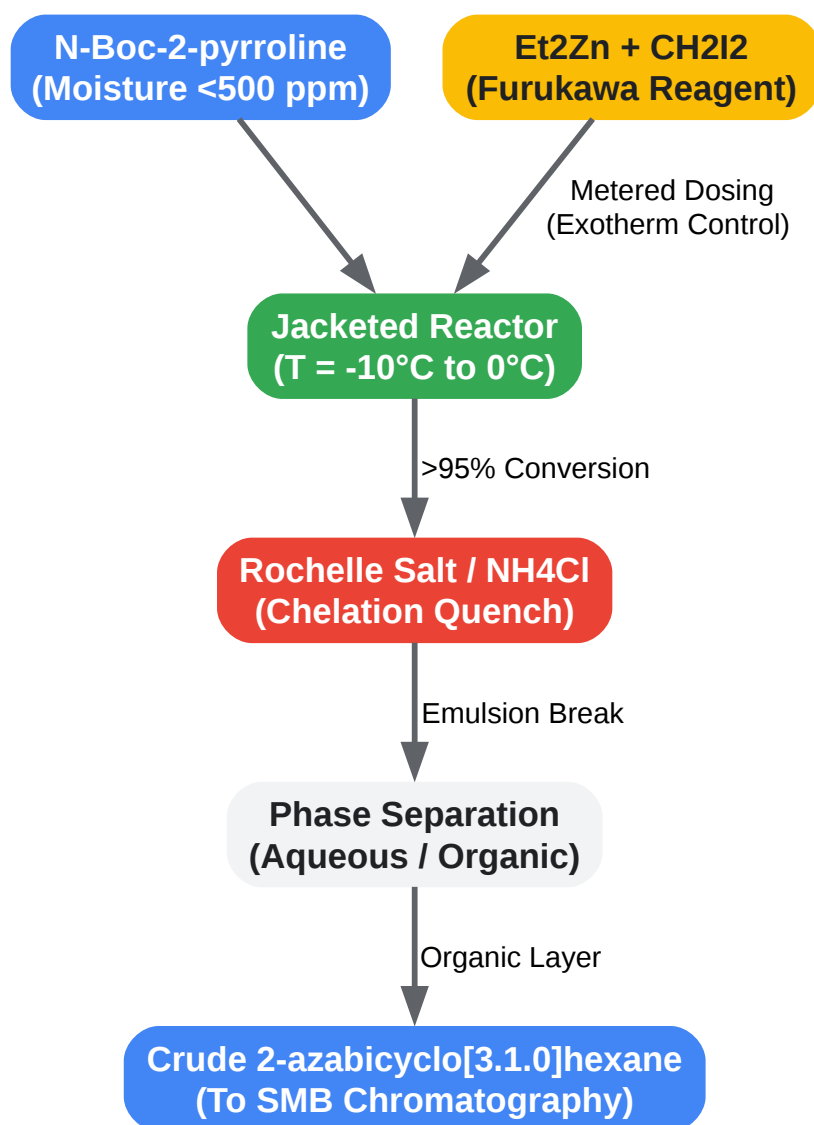 N-Boc-2-pyrroline
(Moisture <500 ppm)
Et2Zn + CH2I2
(Furukawa Reagent)
Metered Dosing
(Exotherm Control)
Jacketed Reactor
(T = -10°C to 0°C)
>95% Conversion
Rochelle Salt / NH4Cl
(Chelation Quench)
Emulsion Break
Phase Separation
(Aqueous / Organic)
Organic Layer
Crude 2-azabicyclo[3.1.0]hexane
(To SMB Chromatography)